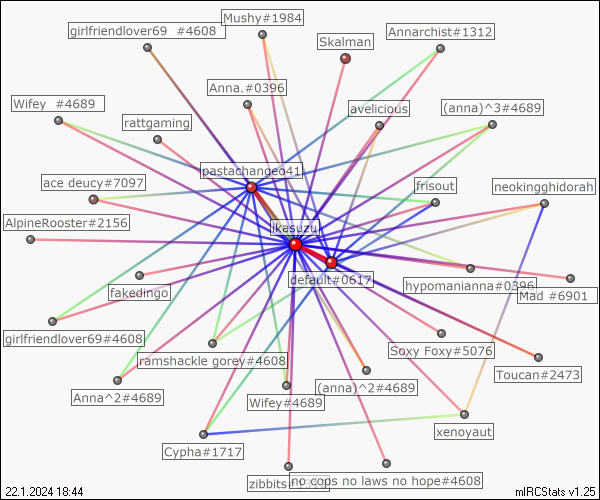 girlfriendlover69 #4608
Mushy#1984
Skalman
Annarchist#1312
Wifey #4689
Anna.#0396
avelicious
(anna)^3#4689
rattgaming
pastachangeo41
ace deucy#7097
frisout
neokingghidorah
AlpineRooster#2156
ikasuzu
default#0617
hypomanianna#0396
fakedingo
Mad #6901
girlfriendlover69#4608
ramshackle gorey#4608
Soxy Foxy#5076
Toucan#2473
Anna^2#4689
Wifey#4689
(anna)^2#4689
xenoyaut
Cypha#1717
zibbits
no cops no laws no hope#4608
22.1.2024 18:44
mIRCStats v1.25